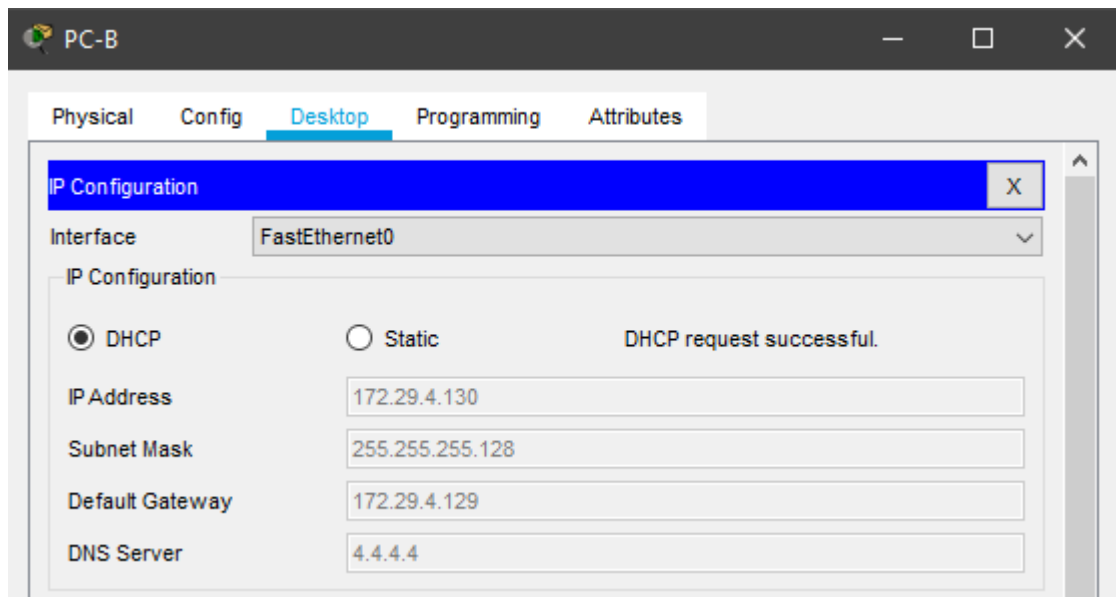 PC-B
Physical Config Desktop Programming Attributes
IP Configuration X
Interface FastEthernet0
IP Configuration
DHCP Static DHCP request successful.
IP Address 172.29.4.130
Subnet Mask 255.255.255.128
Default Gateway 172.29.4.129
DNS Server 4.4.4.4